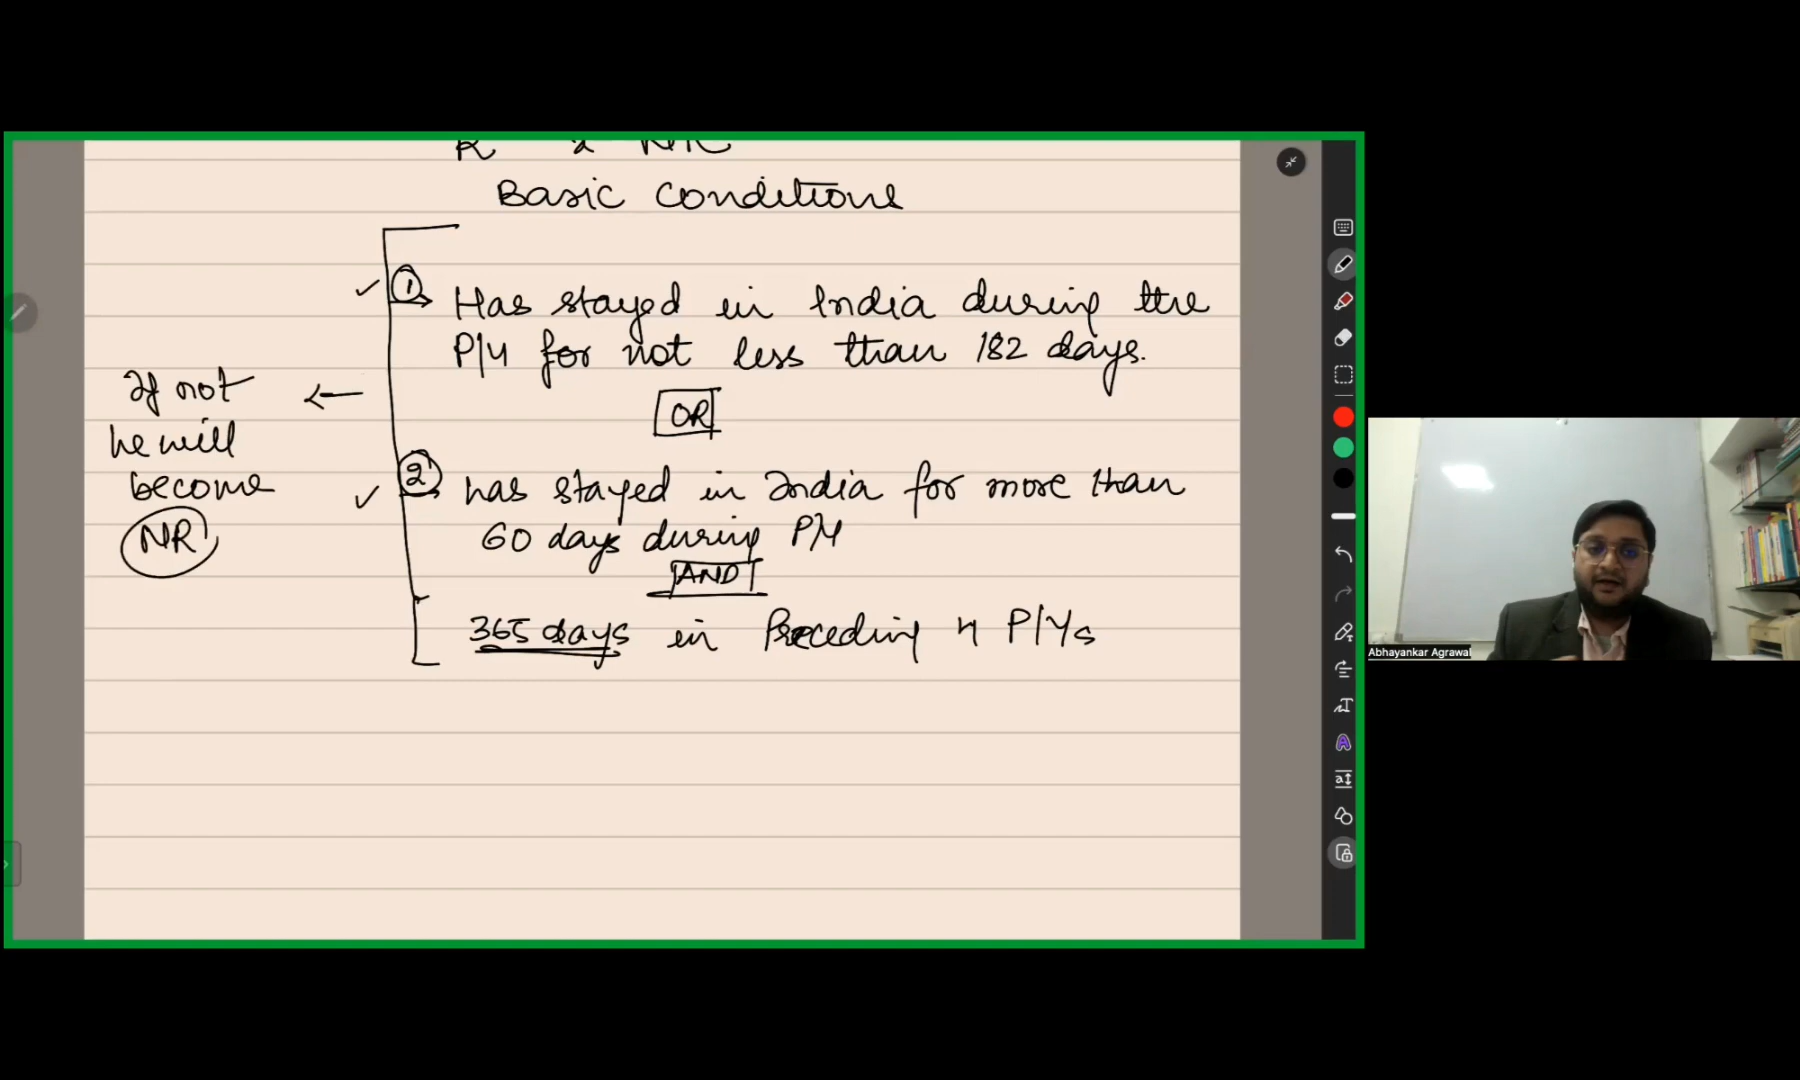 Basic Conditions
① Has stayed in India during the
P/Y for not less than 182 days.
OR
② has stayed in India for more than
60 days during P/Y
AND
365 days in Preceding 4 P/Ys
If not
he will
become
NR
Abhayankar Agrawal